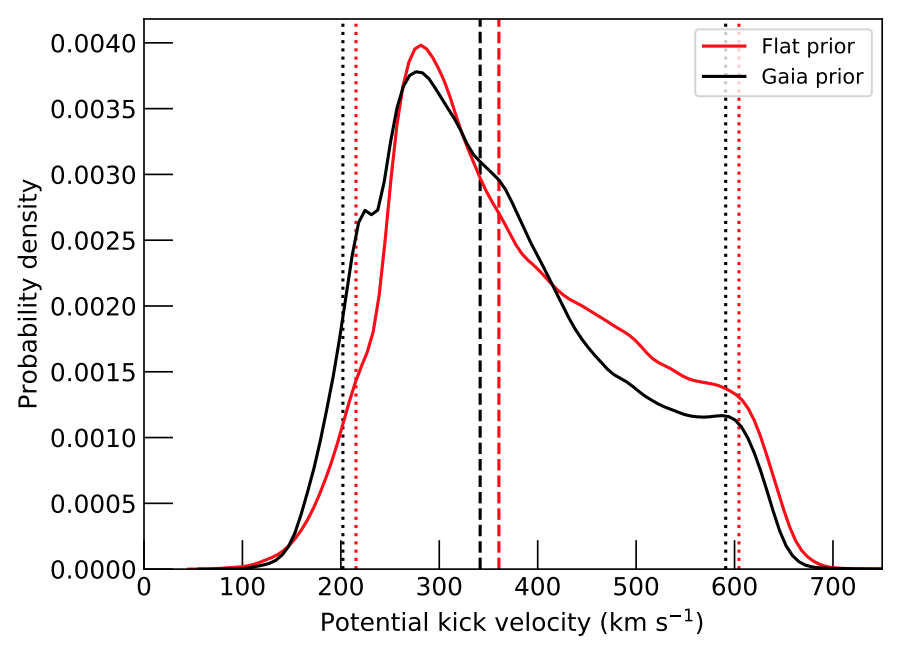 Probability density
0.0040
0.0035
0.0030
0.0025
0.0020
0.0015
0.0010
0.0005
0.0000
Flat prior
Gaia prior
0 100 200 300 400 500 600 700
Potential kick velocity (km s⁻¹)